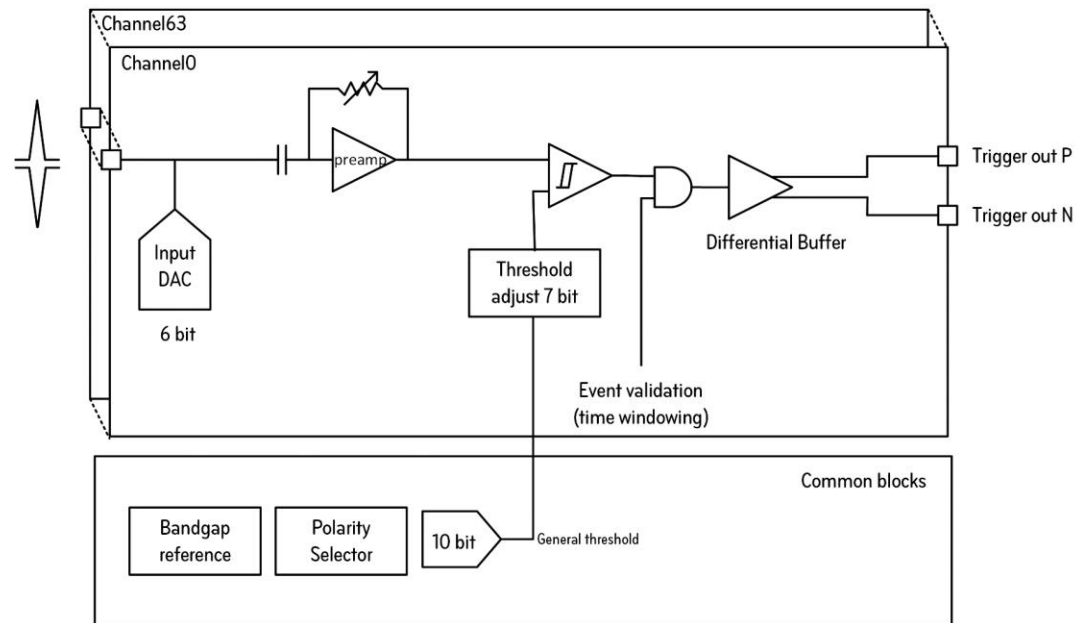 Channel63
Channel0
preamp
Trigger out P
Trigger out N
Differential Buffer
Input
DAC
6 bit
Threshold
adjust 7 bit
Event validation
(time windowing)
Common blocks
Bandgap
reference
Polarity
Selector
10 bit
General threshold